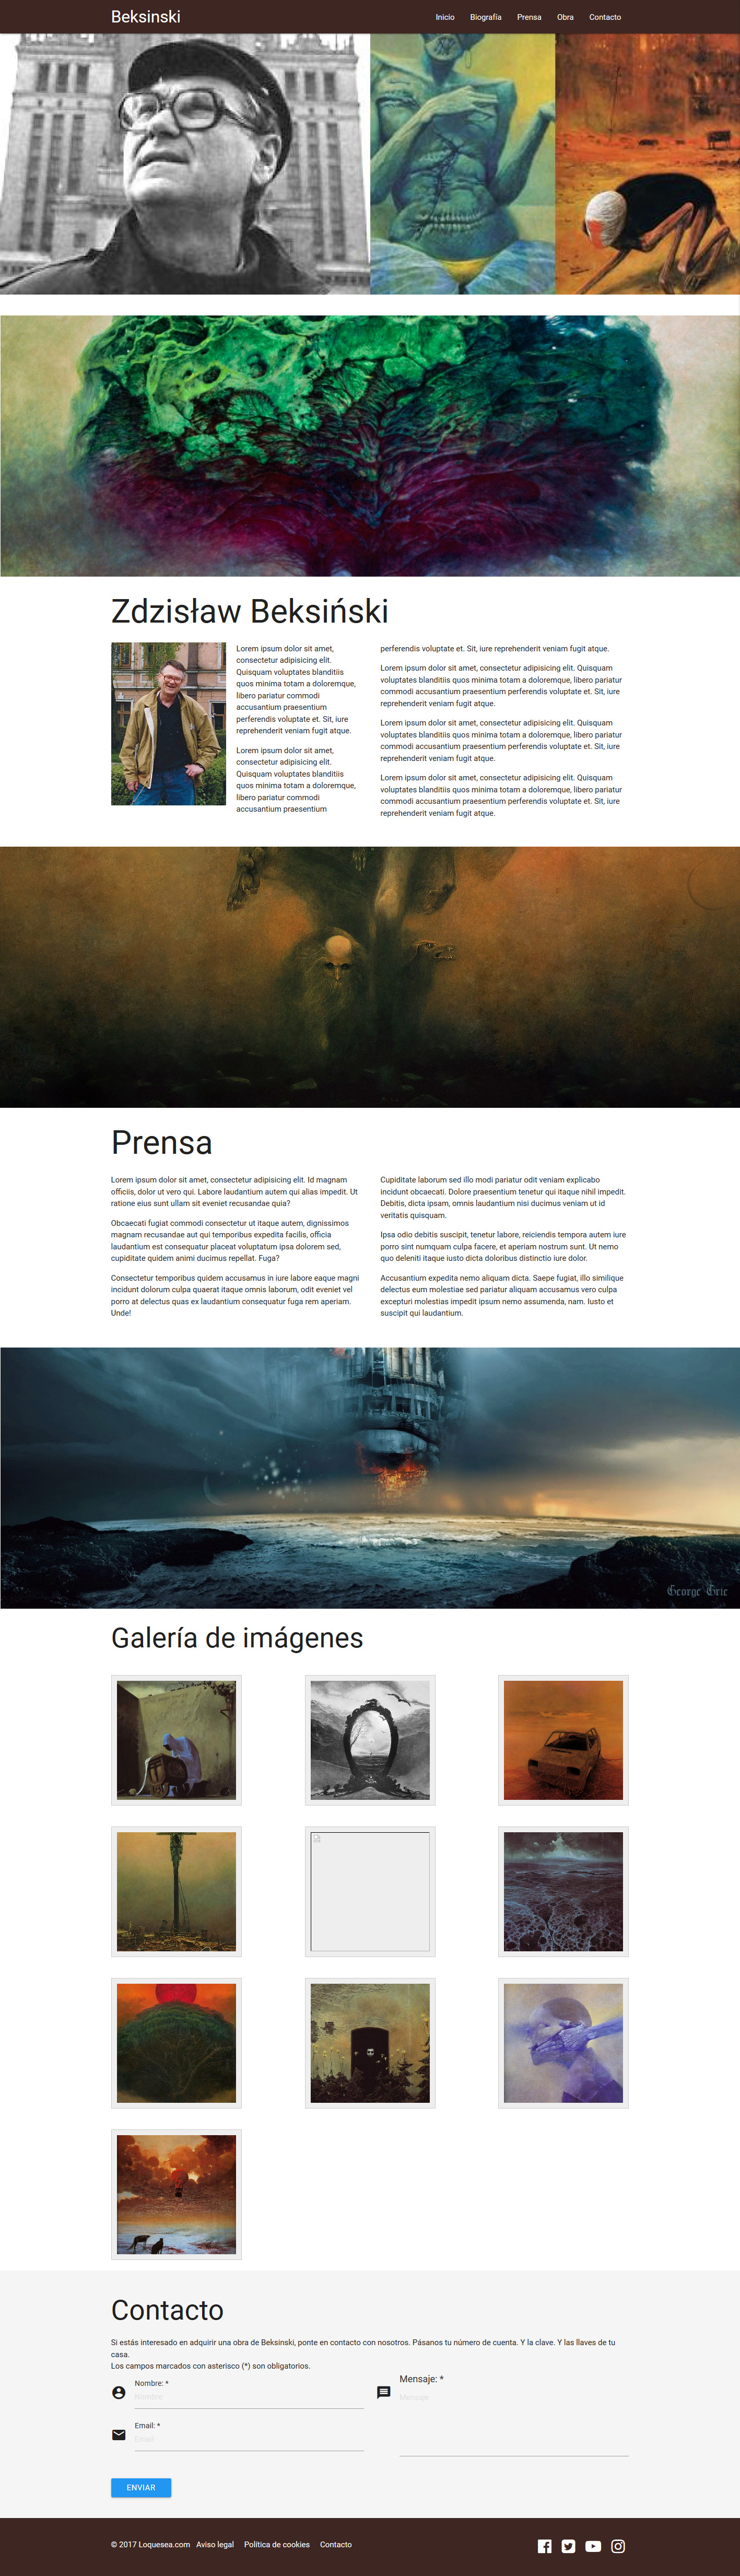 Beksinski
Inicio Biografía Prensa Obra Contacto
Zdzisław Beksiński
Lorem ipsum dolor sit amet,
consectetur adipisicing elit.
Quisquam voluptates blanditiis
quos minima totam a doloremque,
libero pariatur commodi
accusantium praesentium
perferendis voluptate et. Sit, iure
reprehenderit veniam fugit atque.
Lorem ipsum dolor sit amet,
consectetur adipisicing elit.
Quisquam voluptates blanditiis
quos minima totam a doloremque,
libero pariatur commodi
accusantium praesentium
perferendis voluptate et. Sit, iure reprehenderit veniam fugit atque.
Lorem ipsum dolor sit amet, consectetur adipisicing elit. Quisquam
voluptates blanditiis quos minima totam a doloremque, libero pariatur
commodi accusantium praesentium perferendis voluptate et. Sit, iure
reprehenderit veniam fugit atque.
Lorem ipsum dolor sit amet, consectetur adipisicing elit. Quisquam
voluptates blanditiis quos minima totam a doloremque, libero pariatur
commodi accusantium praesentium perferendis voluptate et. Sit, iure
reprehenderit veniam fugit atque.
Lorem ipsum dolor sit amet, consectetur adipisicing elit. Quisquam
voluptates blanditiis quos minima totam a doloremque, libero pariatur
commodi accusantium praesentium perferendis voluptate et. Sit, iure
reprehenderit veniam fugit atque.
Prensa
Lorem ipsum dolor sit amet, consectetur adipisicing elit. Id magnam
officiis, dolor ut vero qui. Labore laudantium autem qui alias impedit. Ut
ratione eius sunt ullam sit eveniet recusandae quia?
Obcaecati fugiat commodi consectetur ut itaque autem, dignissimos
magnam recusandae aut qui temporibus expedita facilis, officia
laudantium est consequatur placeat voluptatum ipsa dolorem sed,
cupiditate quidem animi ducimus repellat. Fuga?
Consectetur temporibus quidem accusamus in iure labore eaque magni
incidunt dolorum culpa quaerat itaque omnis laborum, odit eveniet vel
porro at delectus quas ex laudantium consequatur fuga rem aperiam.
Unde!
Cupiditate laborum sed illo modi pariatur odit veniam explicabo
incidunt obcaecati. Dolore praesentium tenetur qui itaque nihil impedit.
Debitis, dicta ipsam, omnis laudantium nisi ducimus veniam ut id
veritatis quisquam.
Ipsa odio debitis suscipit, tenetur labore, reiciendis tempora autem iure
porro sint numquam culpa facere, et aperiam nostrum sunt. Ut nemo
quo deleniti itaque iusto dicta doloribus distinctio iure dolor.
Accusantium expedita nemo aliquam dicta. Saepe fugiat, illo similique
delectus eum molestiae sed pariatur aliquam accusamus vero culpa
excepturi molestias impedit ipsum nemo assumenda, nam. Iusto et
suscipit qui laudantium.
George Gric
Galería de imágenes
Contacto
Si estás interesado en adquirir una obra de Beksinski, ponte en contacto con nosotros. Pásanos tu número de cuenta. Y la clave. Y las llaves de tu
casa.
Los campos marcados con asterisco (*) son obligatorios.
Nombre: *
Nombre
Email: *
Email
Mensaje: *
Mensaje
ENVIAR
© 2017 Loquesea.com Aviso legal Política de cookies Contacto